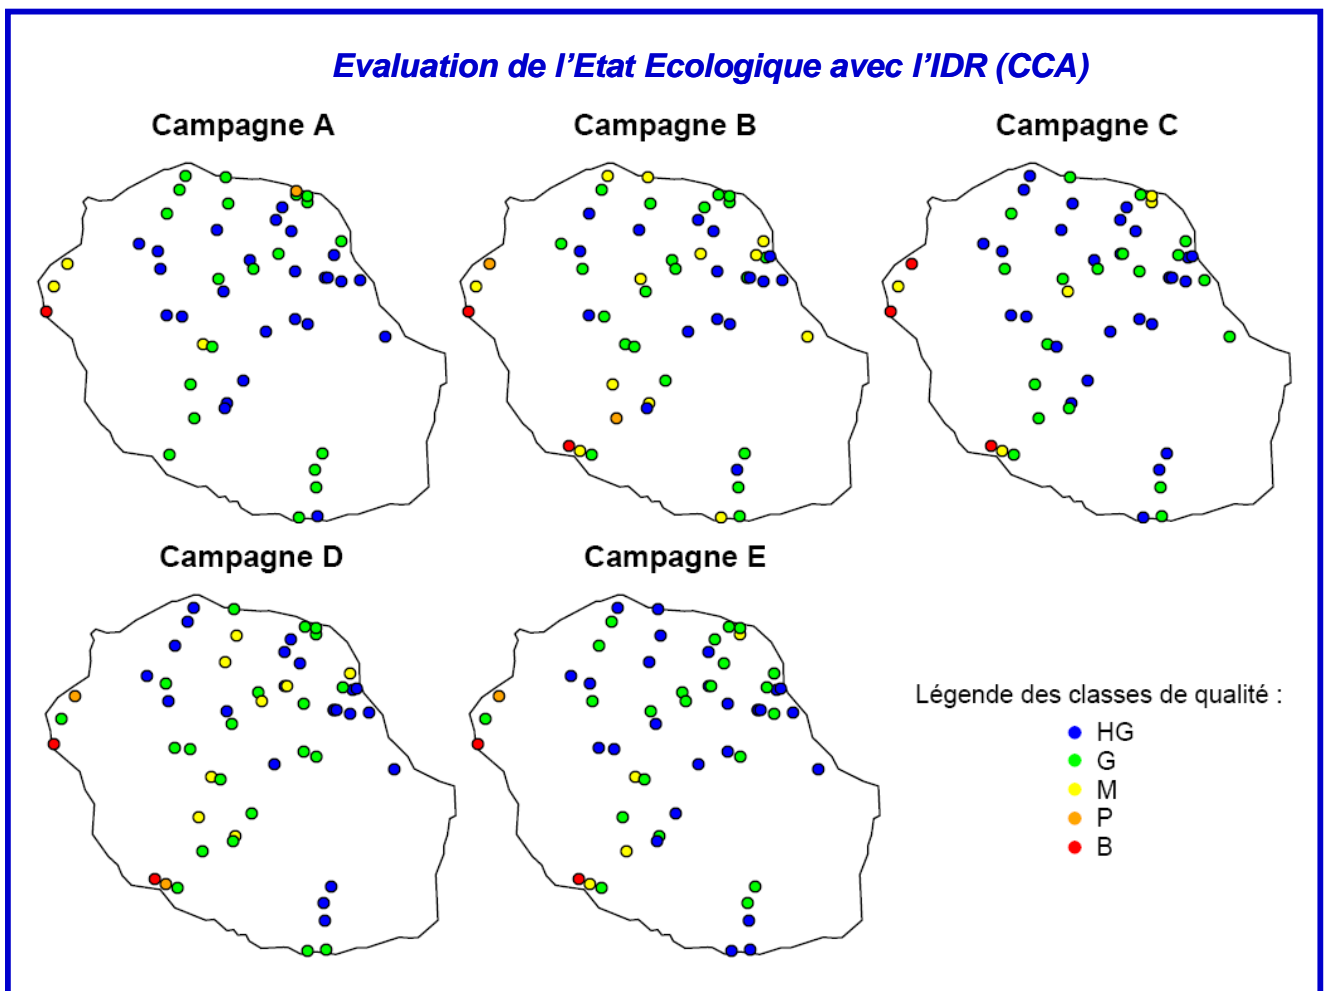 Evaluation de l’Etat Ecologique avec l’IDR (CCA)
Campagne A
Campagne B
Campagne C
Campagne D
Campagne E
Légende des classes de qualité :
HG
G
M
P
B